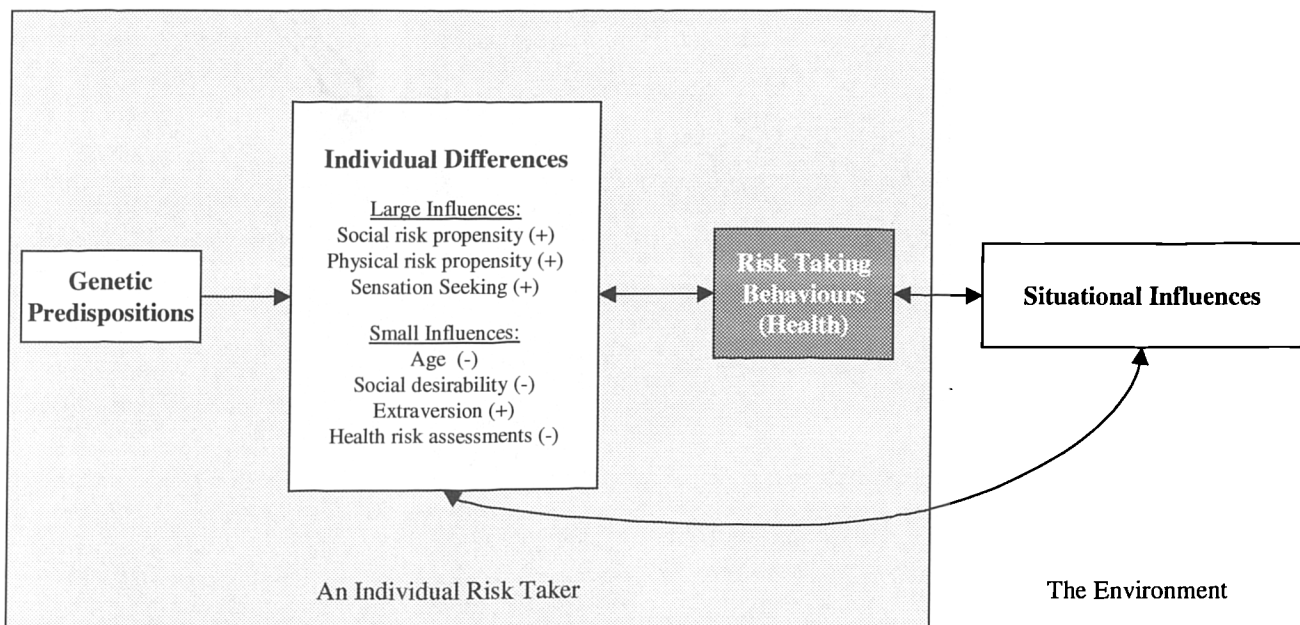 Genetic
Predispositions
Individual Differences
Large Influences:
Social risk propensity (+)
Physical risk propensity (+)
Sensation Seeking (+)
Small Influences:
Age (-)
Social desirability (-)
Extraversion (+)
Health risk assessments (-)
Risk Taking
Behaviours
(Health)
Situational Influences
An Individual Risk Taker
The Environment